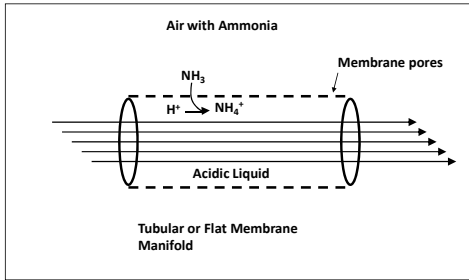 Air with Ammonia
Membrane pores
NH₃
H⁺ NH₄⁺
Acidic Liquid
Tubular or Flat Membrane
Manifold